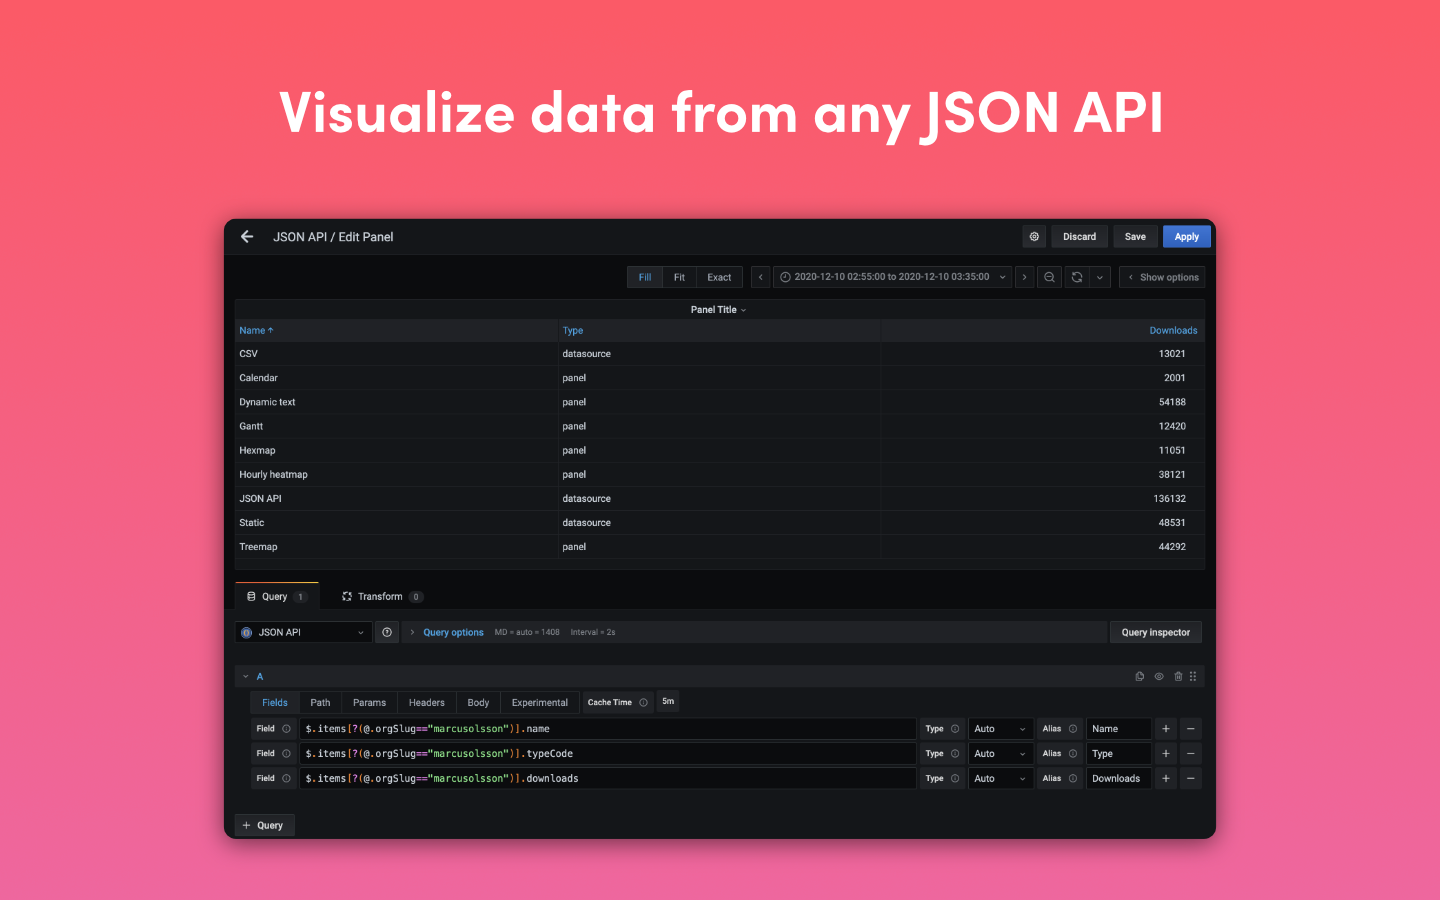 Visualize data from any JSON API
JSON API / Edit Panel
Discard
Save
Apply
Fill
Fit
Exact
2020-12-10 02:55:00 to 2020-12-10 03:35:00
Show options
Panel Title
Name
Type
Downloads
CSV datasource 13021
Calendar panel 2001
Dynamic text panel 54188
Gantt panel 12420
Hexmap panel 11051
Hourly heatmap panel 38121
JSON API datasource 136132
Static datasource 48531
Treemap panel 44292
Query 1
Transform 0
JSON API
Query options
MD = auto = 1408
Interval = 2s
Query inspector
A
Fields
Path
Params
Headers
Body
Experimental
Cache Time
5m
Field $.items[?(@.orgSlug=="marcusolsson")].name Type Auto Alias Name
Field $.items[?(@.orgSlug=="marcusolsson")].typeCode Type Auto Alias Type
Field $.items[?(@.orgSlug=="marcusolsson")].downloads Type Auto Alias Downloads
+ Query